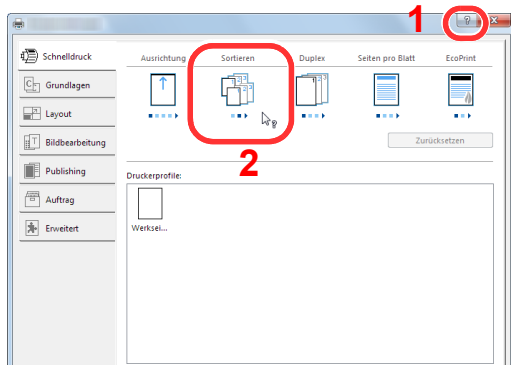 1
?
Schnelldruck
Ausrichtung
Sortieren
Duplex
Seiten pro Blatt
EcoPrint
Grundlagen
Layout
Bildbearbeitung
Zurücksetzen
2
Publishing
Druckerprofile:
Auftrag
Erweitert
Werksei...